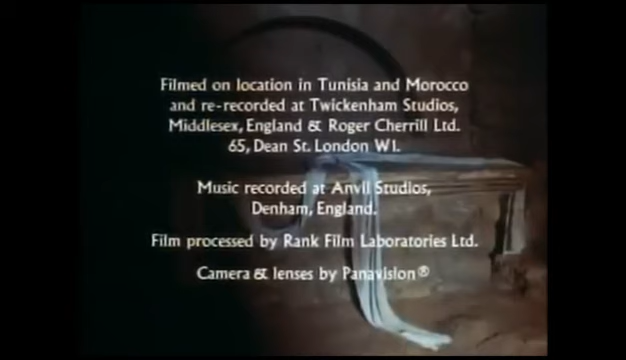 Filmed on location in Tunisia and Morocco
and re-recorded at Twickenham Studios,
Middlesex, England & Roger Cherrill Ltd.
65, Dean St. London W1.
Music recorded at Anvil Studios,
Denham, England.
Film processed by Rank Film Laboratories Ltd.
Camera & lenses by Panavision®